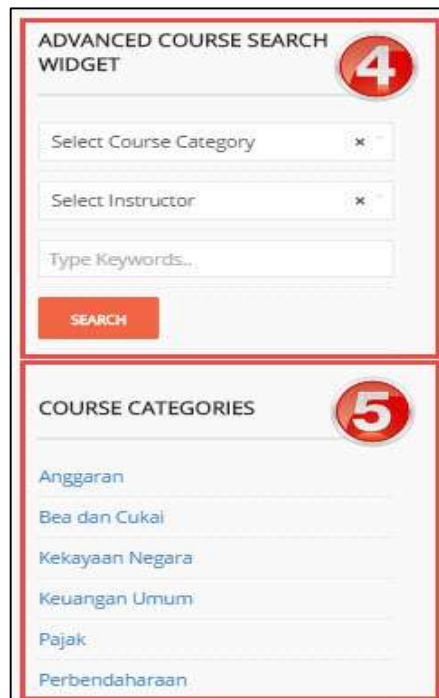 ADVANCED COURSE SEARCH
WIDGET
4
Select Course Category ×
Select Instructor ×
Type Keywords..
SEARCH
COURSE CATEGORIES
5
Anggaran
Bea dan Cukai
Kekayaan Negara
Keuangan Umum
Pajak
Perbendaharaan